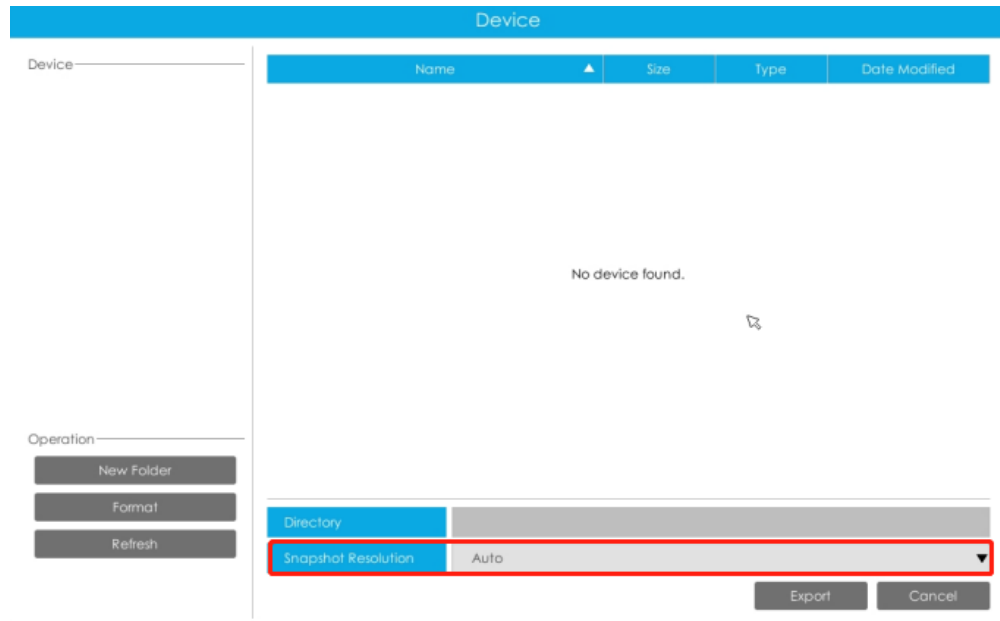 Device
Device
Name Size Type Date Modified
No device found.
Operation
New Folder
Format
Refresh
Directory
Snapshot Resolution Auto
Export Cancel